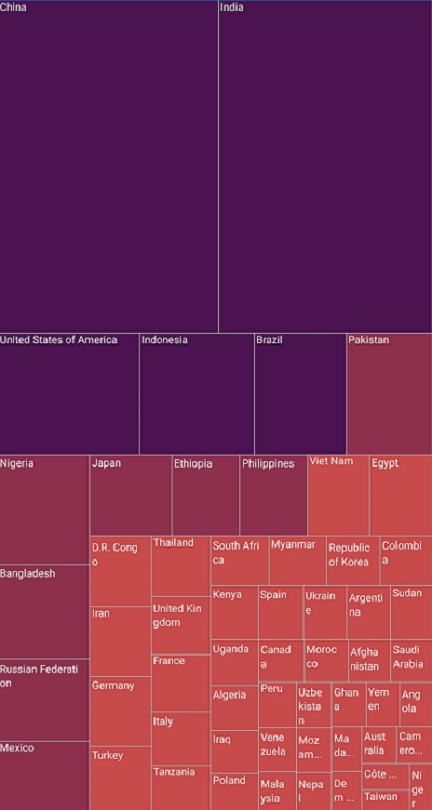 China
India
United States of America
Indonesia
Brazil
Pakistan
Nigeria
Japan
Ethiopia
Philippines
Viet Nam
Egypt
Bangladesh
Russian Federati
on
Mexico
D.R. Cong
o
Iran
Germany
Turkey
Thailand
United Kin
gdom
France
Italy
Tanzania
South Afri
ca
Myanmar
Republic
of Korea
Colombi
a
Kenya
Spain
Ukrain
e
Argenti
na
Sudan
Uganda
Canad
a
Moroc
co
Afgha
nistan
Saudi
Arabia
Algeria
Peru
Uzbe
kista
n
Ghan
a
Yem
en
Ang
ola
Iraq
Vene
zuela
Moz
am...
Ma
da...
Aust
ralia
Cam
ero...
Poland
Mala
ysia
Nepa
l
De
m ...
Côte ...
Taiwan
Ni
ge
r